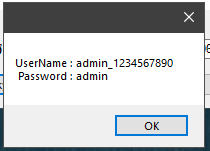 UserName : admin_1234567890
Password : admin
OK